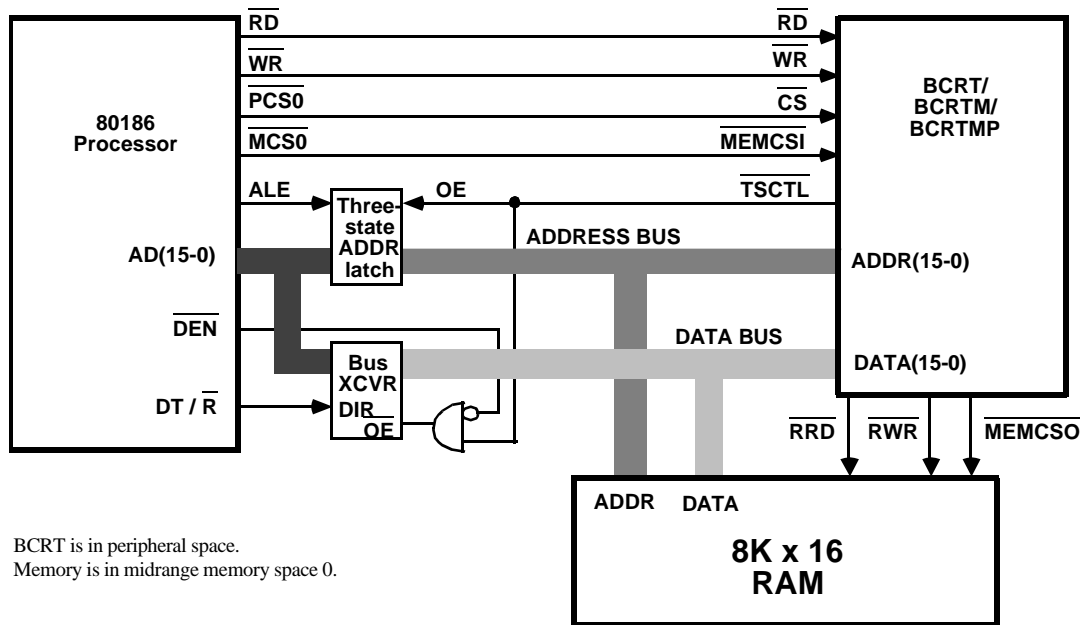 RD
RD
WR
WR
PCS0
CS
MCS0
MEMCSI
80186
Processor
BCRT/
BCRTM/
BCRTMP
ALE
OE
TSCTL
Three-
state
ADDR
latch
ADDRESS BUS
AD(15-0)
ADDR(15-0)
DEN
DATA BUS
Bus
XCVR
DIR
OE
DATA(15-0)
DT / R
RRD
RWR
MEMCSO
ADDR
DATA
8K x 16
RAM
BCRT is in peripheral space.
Memory is in midrange memory space 0.